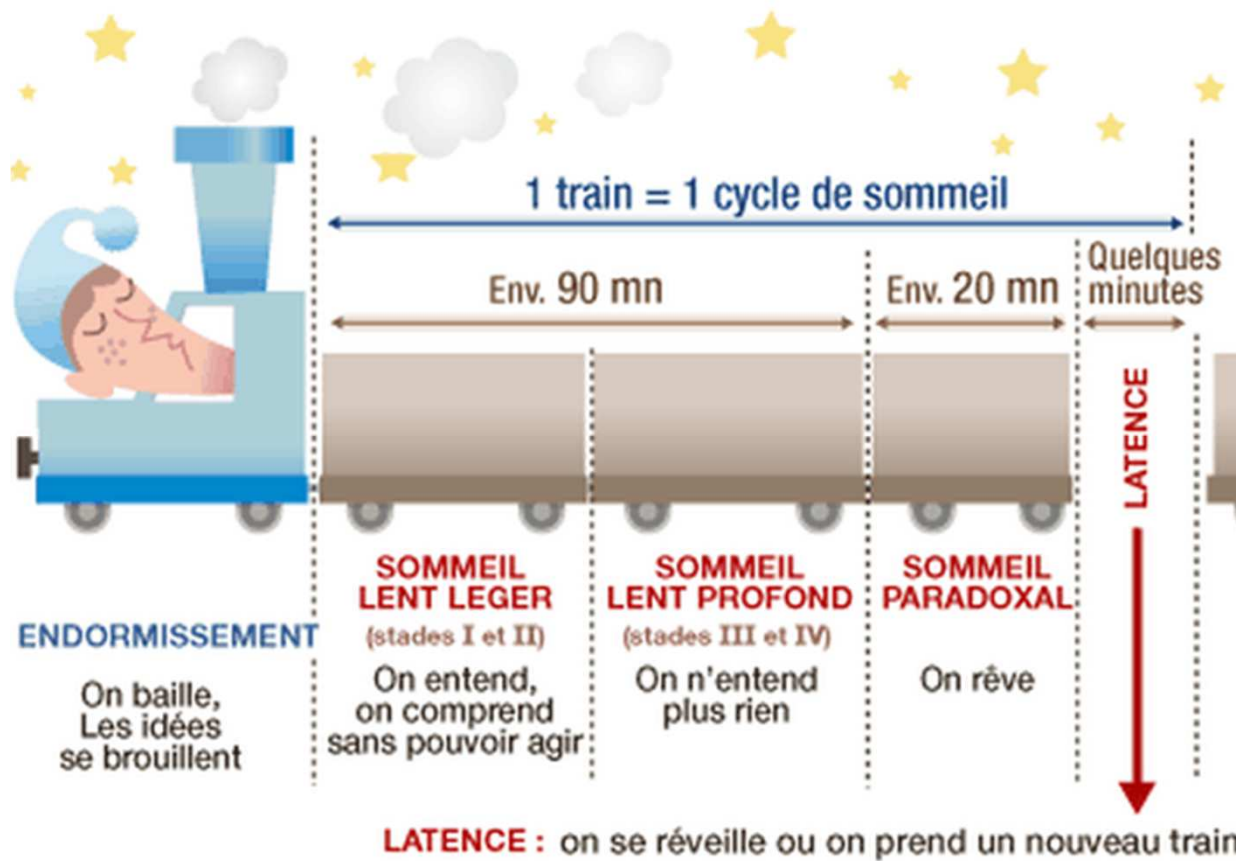 1 train = 1 cycle de sommeil
Env. 90 mn
Env. 20 mn
Quelques
minutes
LATENCE
ENDORMISSEMENT
On baille,
Les idées
se brouillent
SOMMEIL
LENT LEGER
(stades I et II)
On entend,
on comprend
sans pouvoir agir
SOMMEIL
LENT PROFOND
(stades III et IV)
On n'entend
plus rien
SOMMEIL
PARADOXAL
On rêve
LATENCE : on se réveille ou on prend un nouveau train